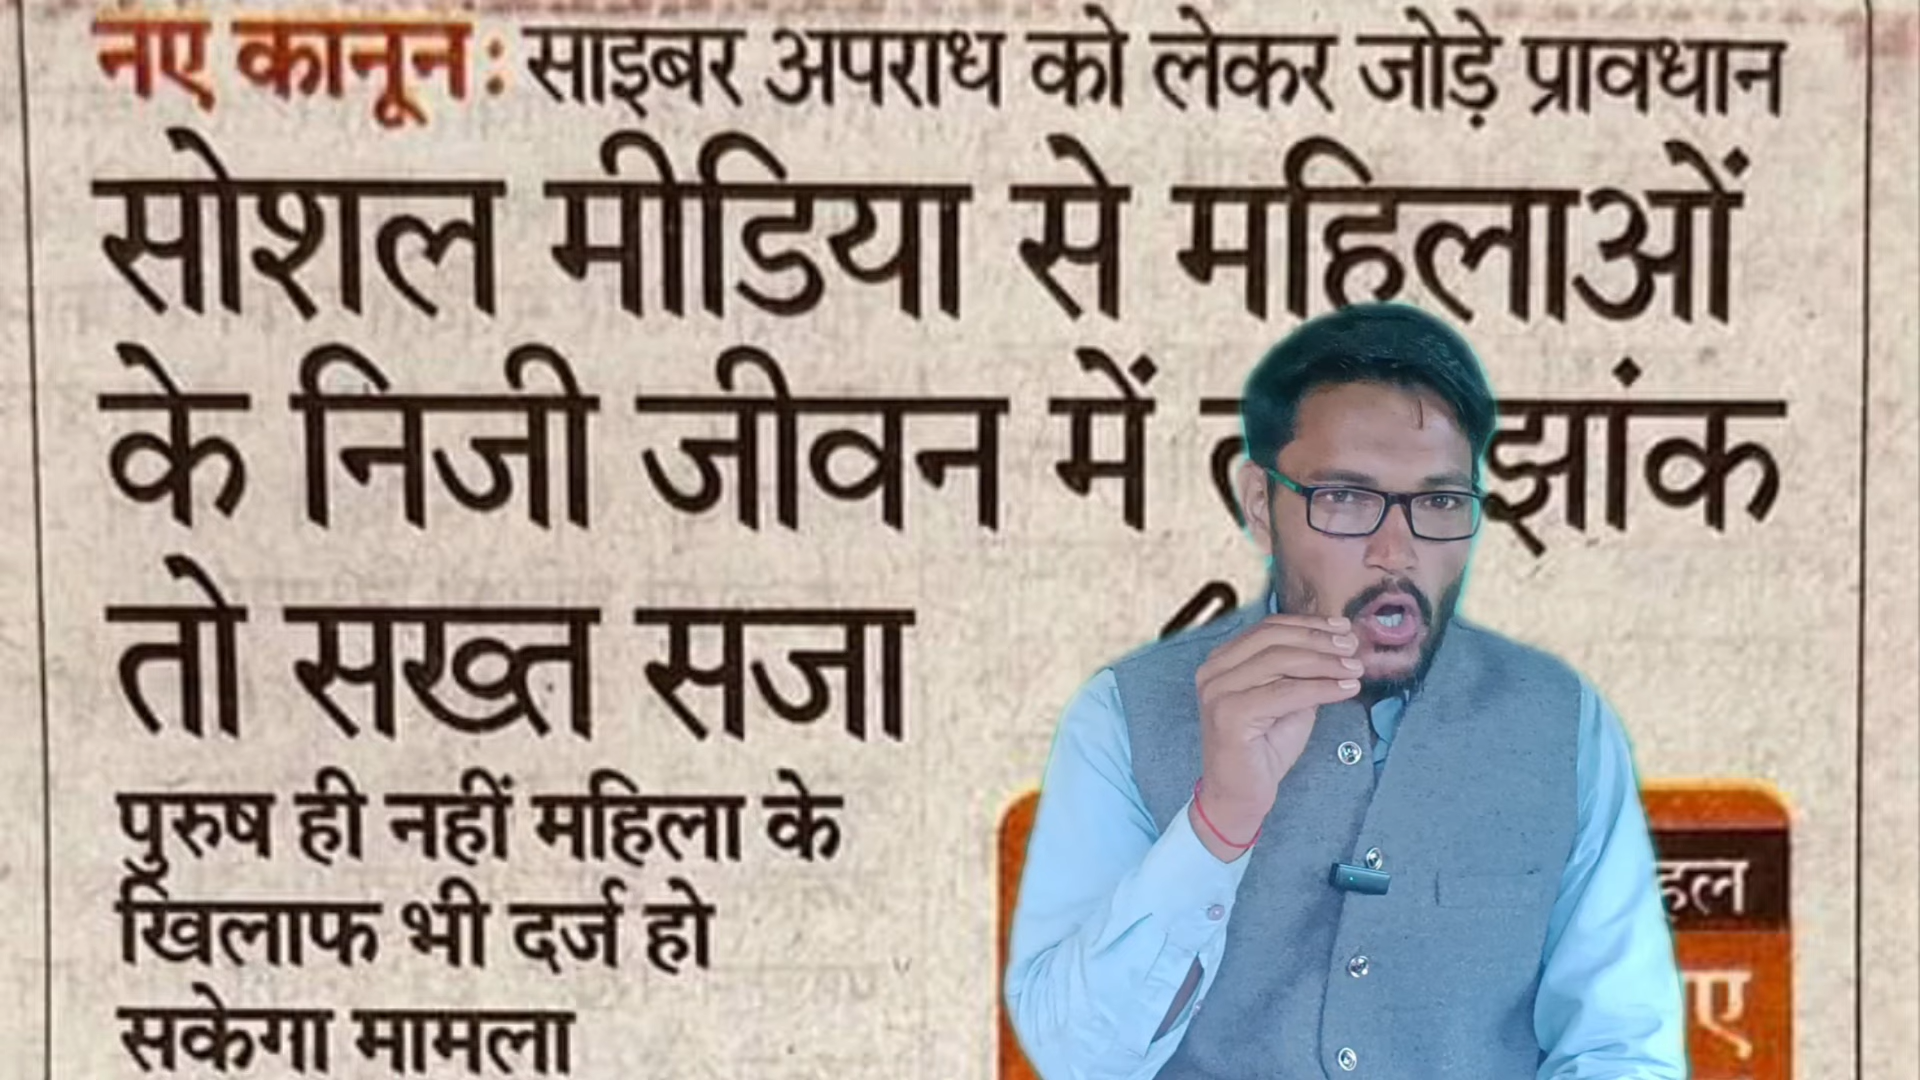 नए कानून: साइबर अपराध को लेकर जोड़े प्रावधान
सोशल मीडिया से महिलाओं
के निजी जीवन में झांक
तो सख्त सजा
पुरुष ही नहीं महिला के
खिलाफ भी दर्ज हो
सकेगा मामला